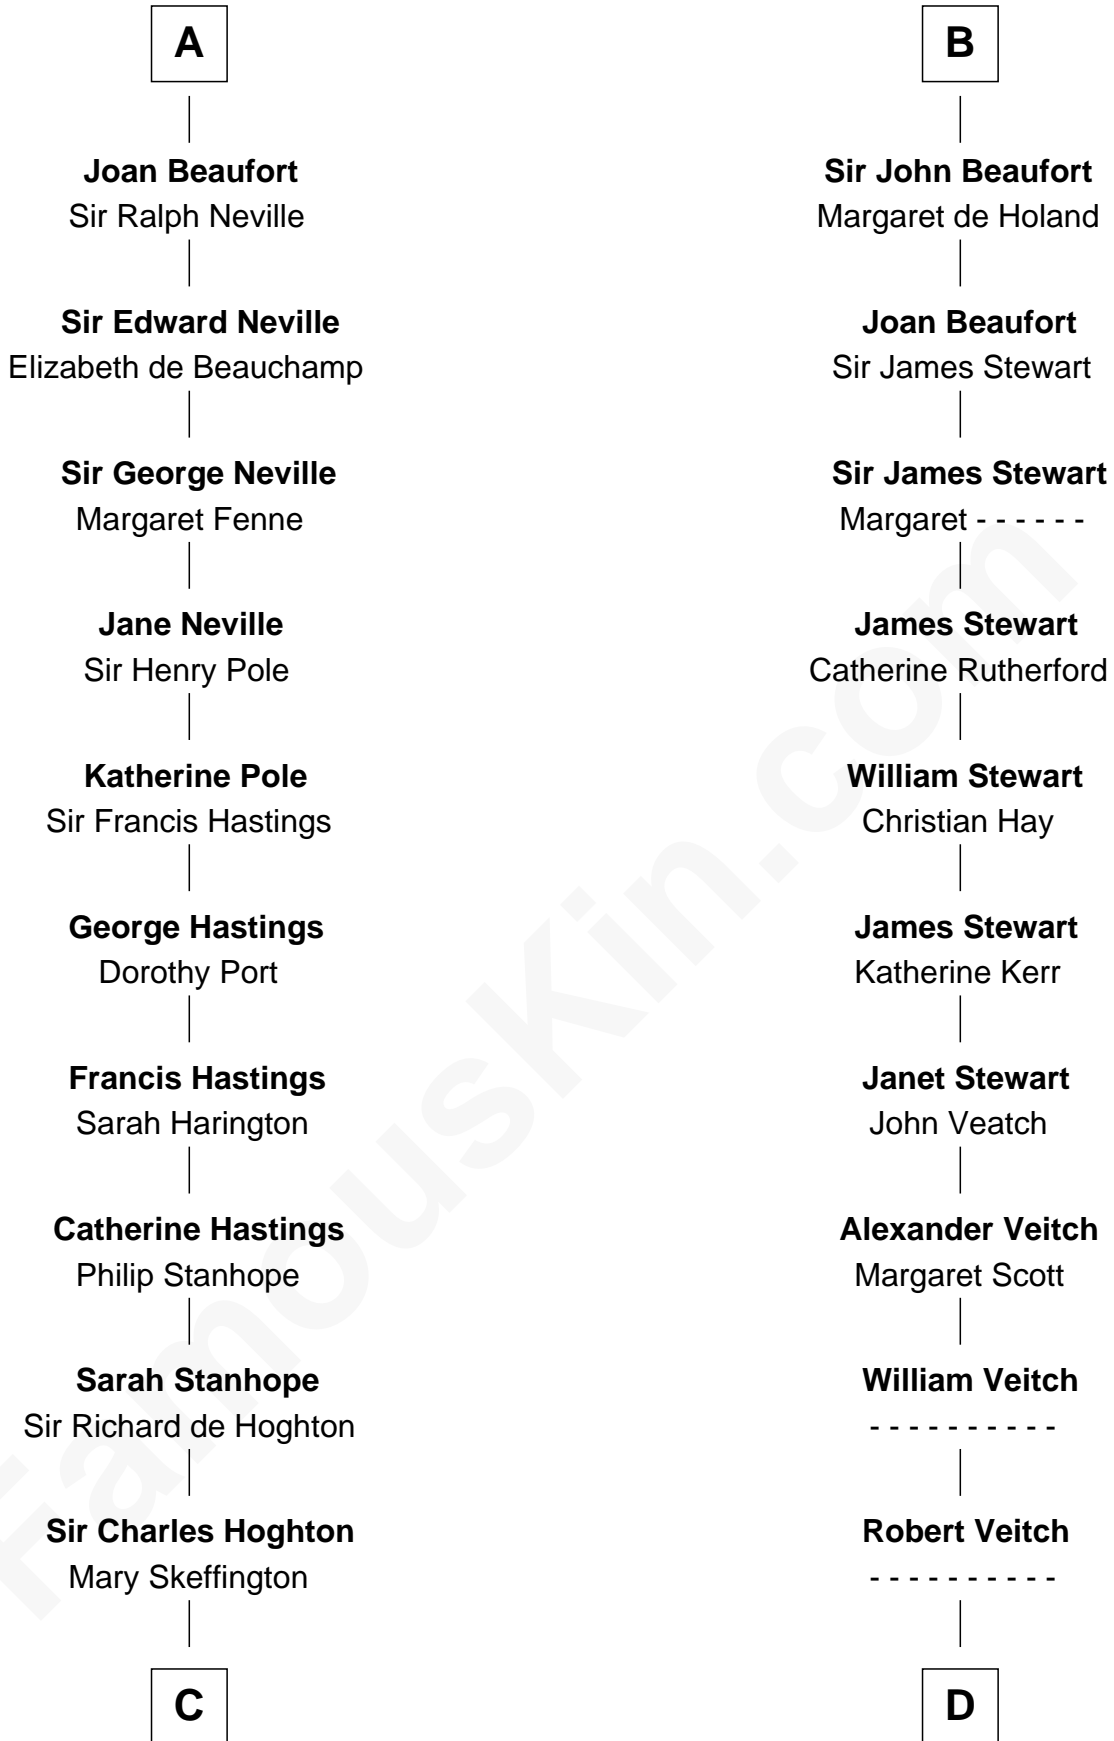 A
Joan Beaufort
Sir Ralph Neville
Sir Edward Neville
Elizabeth de Beauchamp
Sir George Neville
Margaret Fenne
Jane Neville
Sir Henry Pole
Katherine Pole
Sir Francis Hastings
George Hastings
Dorothy Port
Francis Hastings
Sarah Harington
Catherine Hastings
Philip Stanhope
Sarah Stanhope
Sir Richard de Hoghton
Sir Charles Hoghton
Mary Skeffington
C
B
Sir John Beaufort
Margaret de Holand
Joan Beaufort
Sir James Stewart
Sir James Stewart
Margaret - - - - - -
James Stewart
Catherine Rutherford
William Stewart
Christian Hay
James Stewart
Katherine Kerr
Janet Stewart
John Veatch
Alexander Veitch
Margaret Scott
William Veitch
- - - - - - - - - -
Robert Veitch
- - - - - - - - - -
D
FamousKin.com